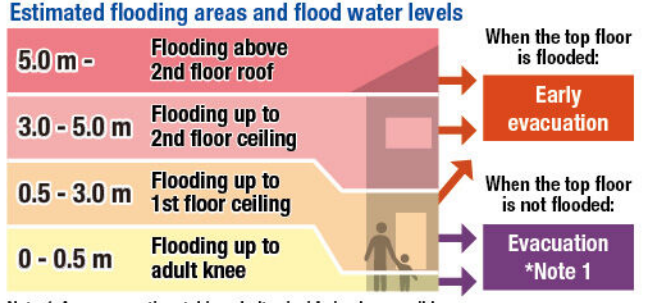 Estimated flooding areas and flood water levels
5.0 m -
Flooding above
2nd floor roof
3.0 - 5.0 m
Flooding up to
2nd floor ceiling
0.5 - 3.0 m
Flooding up to
1st floor ceiling
0 - 0.5 m
Flooding up to
adult knee
When the top floor
is flooded:
Early
evacuation
When the top floor
is not flooded:
Evacuation
*Note 1